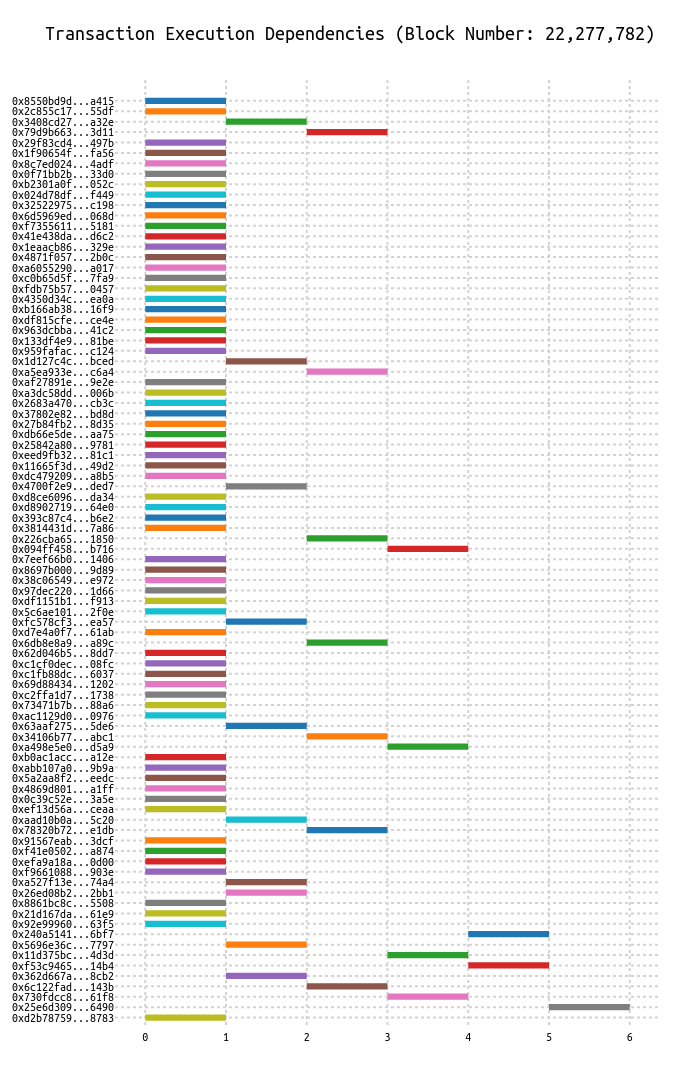 Transaction Execution Dependencies (Block Number: 22,277,782)
0x8550bd9d...a415
0x2c855c17...55df
0x3408cd27...a32e
0x79d9b663...3d11
0x29f83cd4...497b
0x1f90654f...fa56
0x8c7ed024...4adf
0x0f71bb2b...33d0
0xb2301a0f...052c
0x024d78df...f449
0x32522975...c198
0x6d5969ed...068d
0xf7355611...5181
0x41e438da...d6c2
0x1eaacb86...329e
0x4871f057...2b0c
0xa6055290...a017
0xc0b65d5f...7fa9
0xfdb75b57...0457
0x4350d34c...ea0a
0xb166ab38...16f9
0xdf815cfe...ce4e
0x963dcbba...41c2
0x133df4e9...81be
0x959fafac...c124
0x1d127c4c...bced
0xa5ea933e...c6a4
0xaf27891e...9e2e
0xa3dc58dd...006b
0x2683a470...cb3c
0x37802e82...bd8d
0x27b84fb2...8d35
0xdb66e5de...aa75
0x25842a80...9781
0xeed9fb32...81c1
0x11665f3d...49d2
0xdc479209...a8b5
0x4700f2e9...ded7
0xd8ce6096...da34
0xd8902719...64e0
0x393c87c4...b6e2
0x3814431d...7a86
0x226cba65...1850
0x094ff458...b716
0x7eef66b0...1406
0x8697b000...9d89
0x38c06549...e972
0x97dec220...1d66
0xdf1151b1...f913
0x5c6ae101...2f0e
0xfc578cf3...ea57
0xd7e4a0f7...61ab
0x6db8e8a9...a89c
0x62d046b5...8dd7
0xc1cf0dec...08fc
0xc1fb88dc...6037
0x69d88434...1202
0xc2ffa1d7...1738
0x73471b7b...88a6
0xac1129d0...0976
0x63aaf275...5de6
0x34106b77...abc1
0xa498e5e0...d5a9
0xb0ac1acc...a12e
0xabb107a0...9b9a
0x5a2aa8f2...eedc
0x4869d801...a1ff
0x0c39c52e...3a5e
0xef13d56a...ceaa
0xaad10b0a...5c20
0x78320b72...e1db
0x91567eab...3dcf
0xf41e0502...a874
0xefa9a18a...0d00
0xf9661088...903e
0xa527f13e...74a4
0x26ed08b2...2bb1
0x8861bc8c...5508
0x21d167da...61e9
0x92e99960...63f5
0x240a5141...6bf7
0x5696e36c...7797
0x11d375bc...4d3d
0xf53c9465...14b4
0x362d667a...8cb2
0x6c122fad...143b
0x730fdcc8...61f8
0x25e6d309...6490
0xd2b78759...8783
0 1 2 3 4 5 6